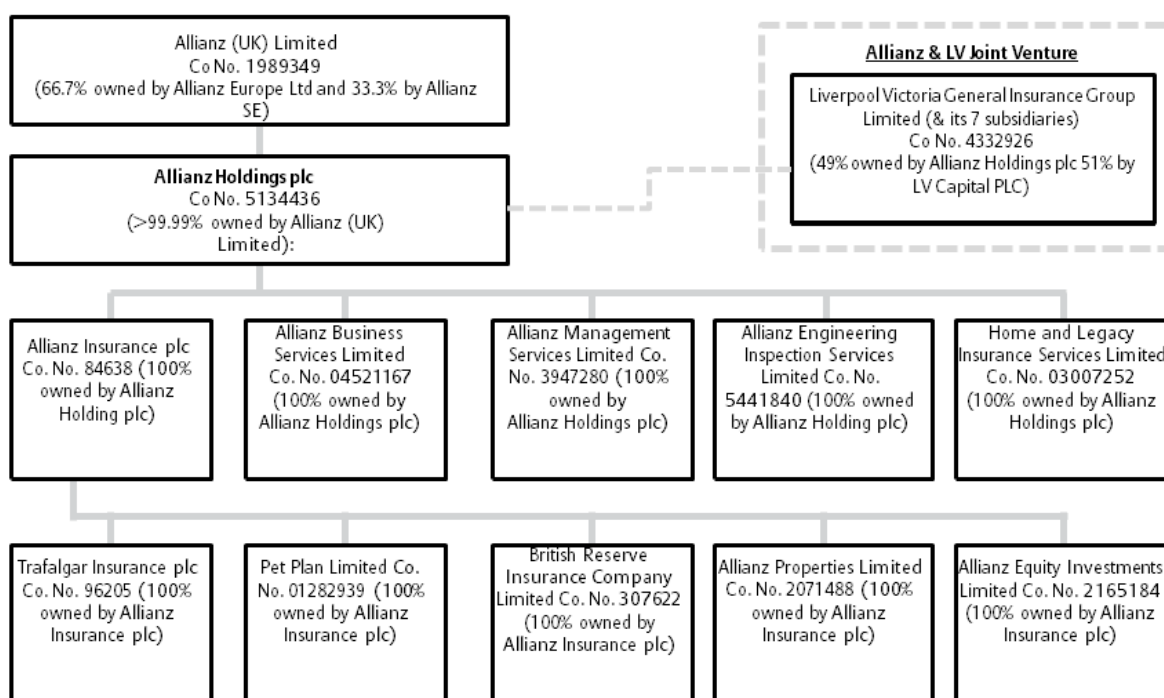 Allianz (UK) Limited
Co No. 1989349
(66.7% owned by Allianz Europe Ltd and 33.3% by Allianz
SE)
Allianz & LV Joint Venture
Liverpool Victoria General Insurance Group
Limited (& its 7 subsidiaries)
Co No. 4332926
(49% owned by Allianz Holdings plc 51% by
LV Capital PLC)
Allianz Holdings plc
Co No. 5134436
(>99.99% owned by Allianz (UK)
Limited):
Allianz Insurance plc
Co. No. 84638 (100%
owned by Allianz
Holding plc)
Allianz Business
Services Limited
Co. No. 04521167
(100% owned by
Allianz Holdings plc)
Allianz Management
Services Limited Co.
No. 3947280 (100%
owned by
Allianz Holdings plc)
Allianz Engineering
Inspection Services
Limited Co. No.
5441840 (100% owned
by Allianz Holding plc)
Home and Legacy
Insurance Services Limited
Co. No. 03007252
(100% owned by Allianz
Holdings plc)
Trafalgar Insurance plc
Co. No. 96205 (100%
owned by Allianz
Insurance plc)
Pet Plan Limited Co.
No. 01282939 (100%
owned by Allianz
Insurance plc)
British Reserve
Insurance Company
Limited Co. No. 307622
(100% owned by
Allianz Insurance plc)
Allianz Properties Limited
Co. No. 2071488 (100%
owned by Allianz
Insurance plc)
Allianz Equity Investments
Limited Co. No. 2165184
(100% owned by Allianz
Insurance plc)